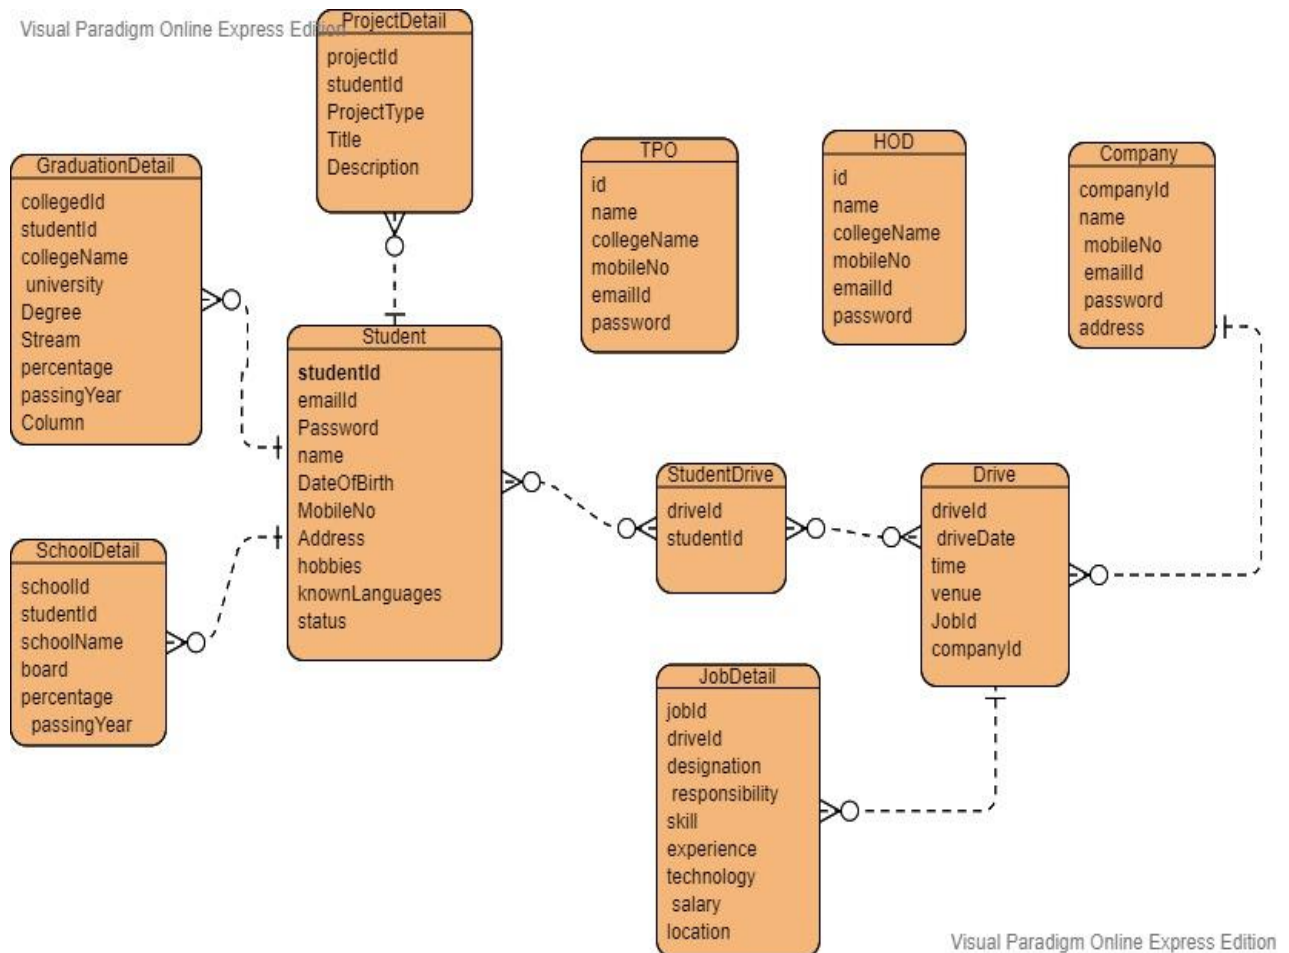 Visual Paradigm Online Express Edition
ProjectDetail
projectId
studentId
ProjectType
Title
Description
GraduationDetail
collegedId
studentId
collegeName
university
Degree
Stream
percentage
passingYear
Column
TPO
id
name
collegeName
mobileNo
emailId
password
HOD
id
name
collegeName
mobileNo
emailId
password
Company
companyId
name
mobileNo
emailId
password
address
Student
studentId
emailId
Password
name
DateOfBirth
MobileNo
Address
hobbies
knownLanguages
status
StudentDrive
driveId
studentId
Drive
driveId
driveDate
time
venue
JobId
companyId
SchoolDetail
schoolId
studentId
schoolName
board
percentage
passingYear
JobDetail
jobId
driveId
designation
responsibility
skill
experience
technology
salary
location
Visual Paradigm Online Express Edition